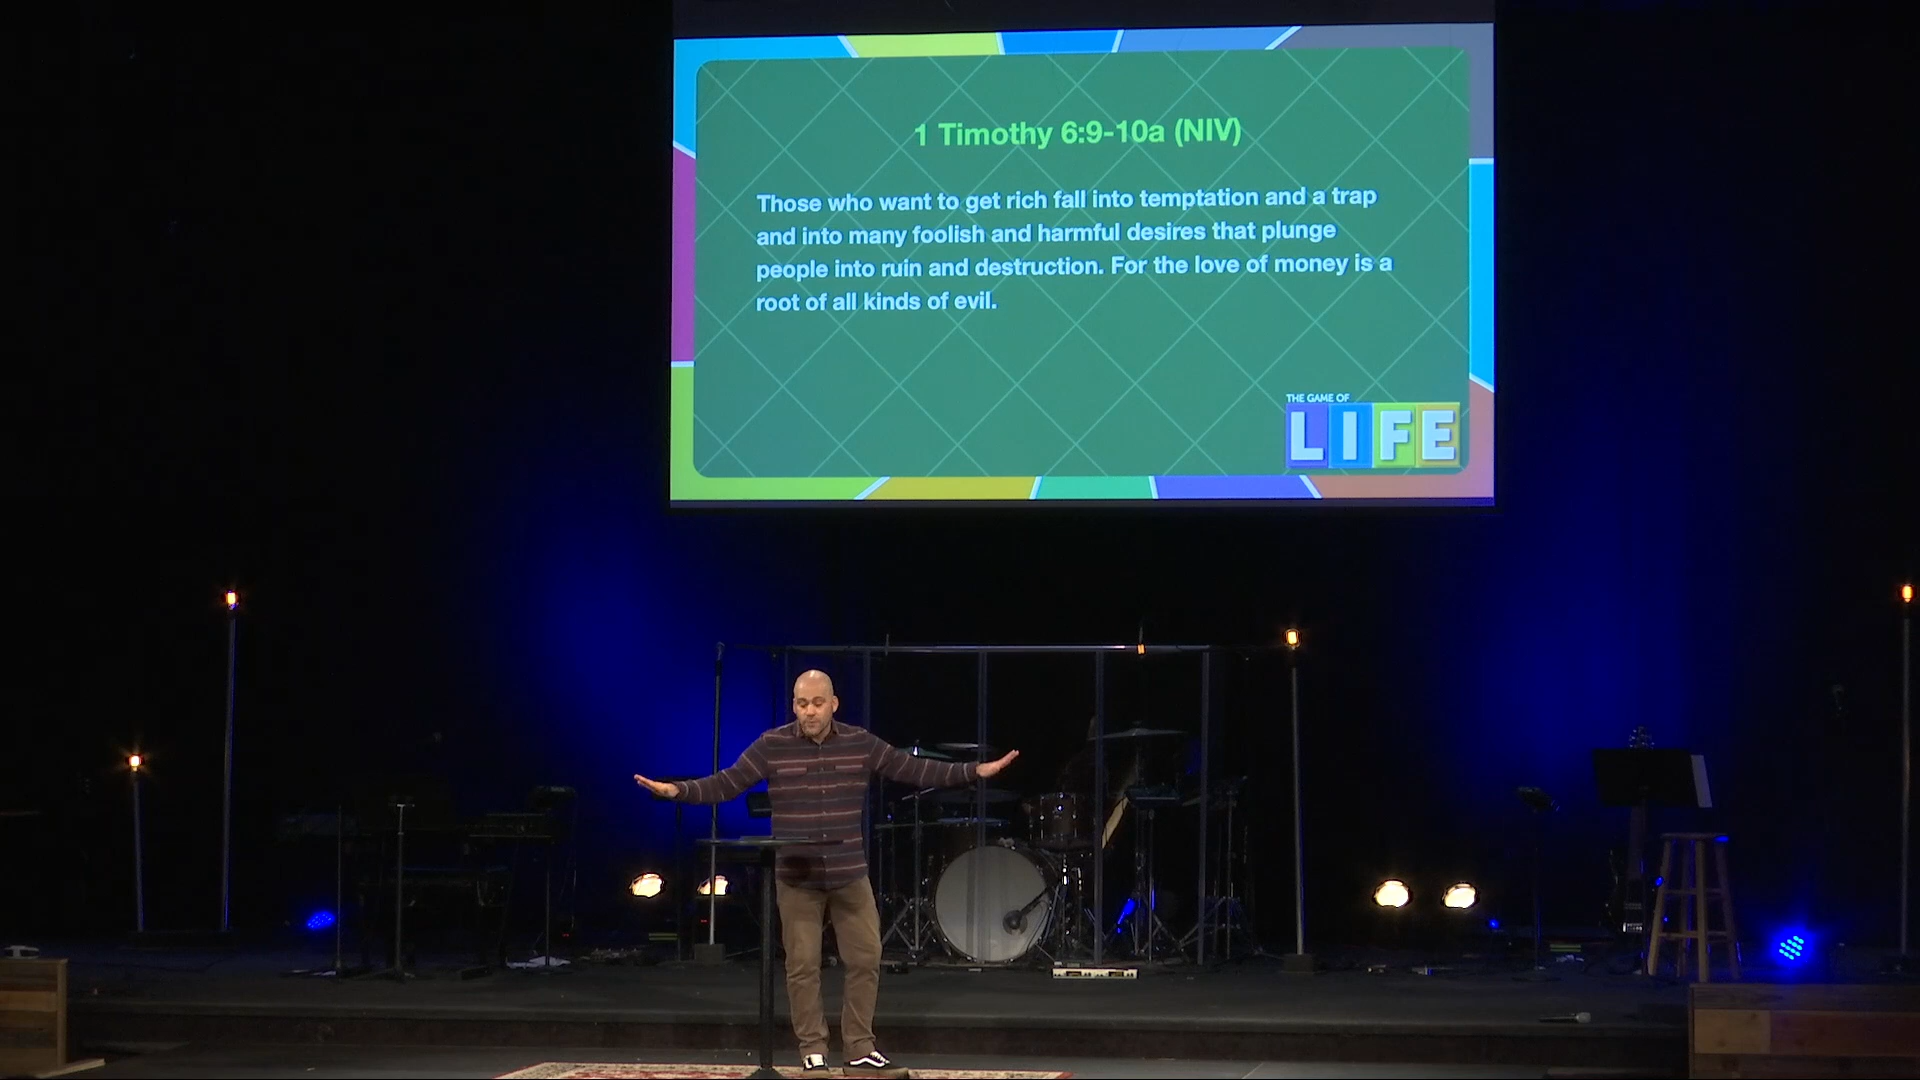 1 Timothy 6:9-10a (NIV)
Those who want to get rich fall into temptation and a trap
and into many foolish and harmful desires that plunge
people into ruin and destruction. For the love of money is a
root of all kinds of evil.
THE GAME OF
LIFE